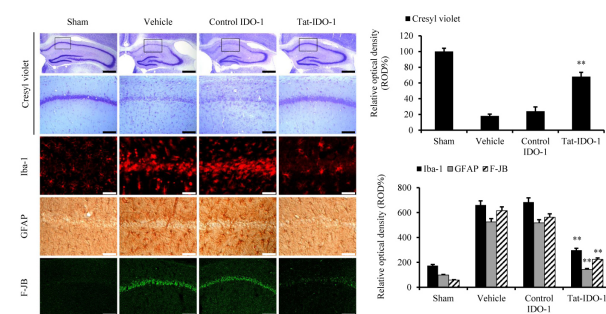 Sham Vehicle Control IDO-1 Tat-IDO-1
Cresyl violet
Iba-1
GFAP
F-JB
Cresyl violet
Relative optical density
(ROD%)
120
100
80
60
40
20
0
**
Sham Vehicle Control Tat-IDO-1
IDO-1
Iba-1 GFAP F-JB
Relative optical density (ROD%)
800
600
400
200
0
**
**
**
Sham Vehicle Control Tat-IDO-1
IDO-1